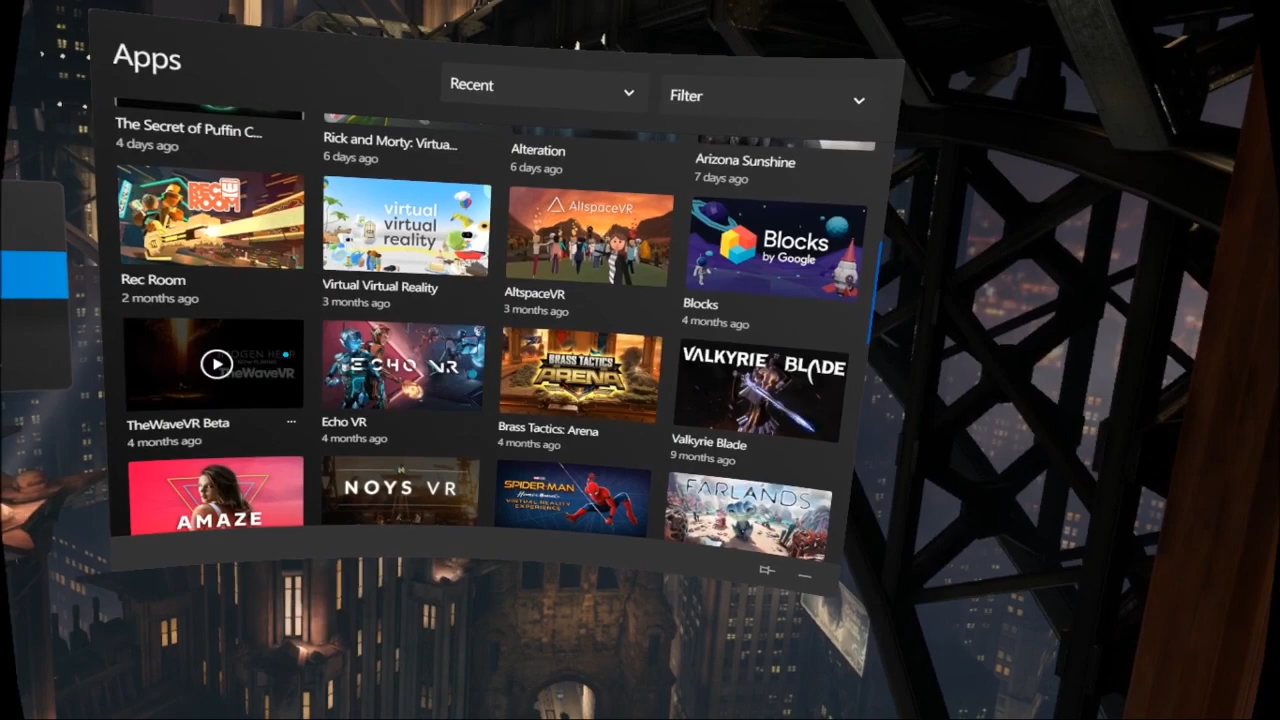 Apps
Recent
Filter
The Secret of Puffin C...
4 days ago
Rick and Morty: Virtua...
6 days ago
Alteration
6 days ago
Arizona Sunshine
7 days ago
REC
ROOM
virtual
virtual
reality
AltspaceVR
Blocks
by Google
Rec Room
2 months ago
Virtual Virtual Reality
3 months ago
AltspaceVR
3 months ago
Blocks
4 months ago
TheWaveVR
ECHO VR
BRASS TACTICS
ARENA
VALKYRIE BLADE
TheWaveVR Beta
...
4 months ago
Echo VR
4 months ago
Brass Tactics: Arena
4 months ago
Valkyrie Blade
9 months ago
AMAZE
NOYS VR
SPIDER-MAN
HOMECOMING
VIRTUAL REALITY
EXPERIENCE
FARLANDS